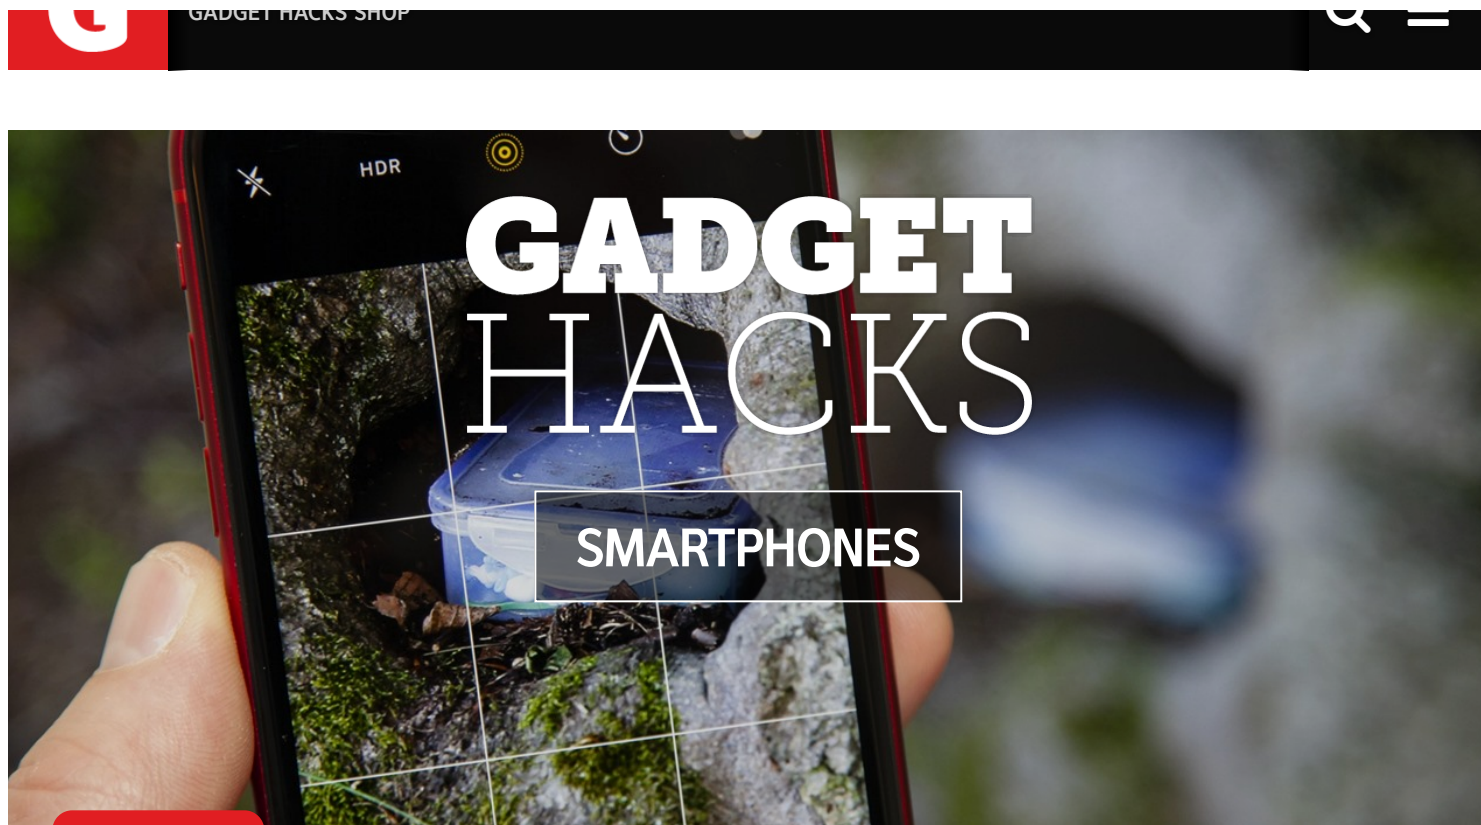 G
GADGET HACKS SHOP
HDR
GADGET
HACKS
SMARTPHONES